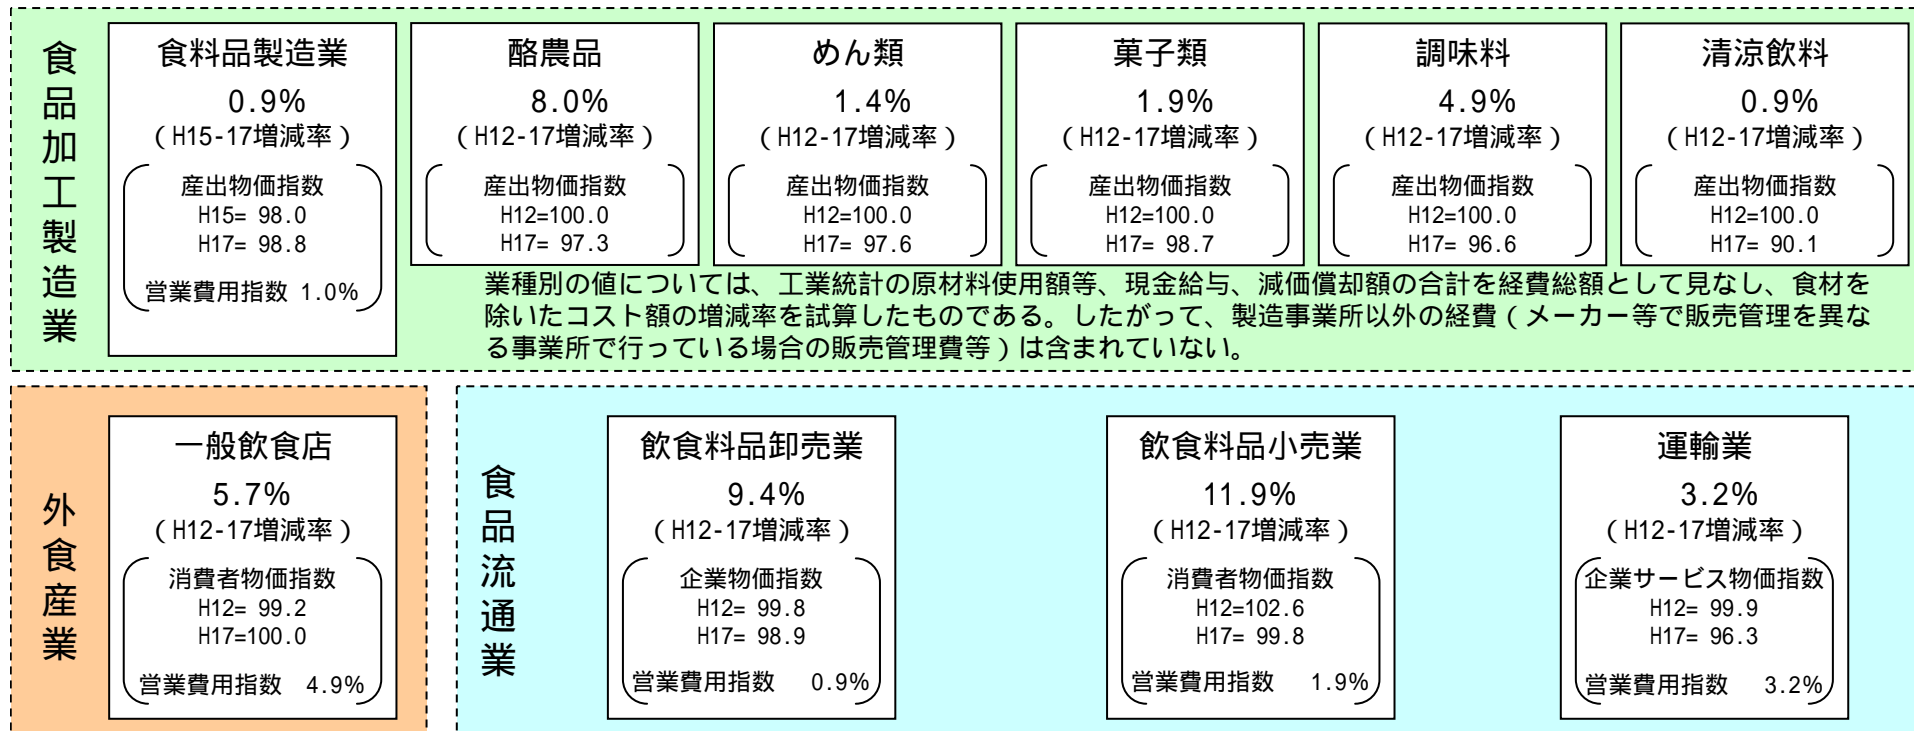 食品加工製造業
食料品製造業
0.9%
（H15-17増減率）
産出物価指数
H15= 98.0
H17= 98.8
営業費用指数 1.0%
酪農品
8.0%
（H12-17増減率）
産出物価指数
H12=100.0
H17= 97.3
めん類
1.4%
（H12-17増減率）
産出物価指数
H12=100.0
H17= 97.6
菓子類
1.9%
（H12-17増減率）
産出物価指数
H12=100.0
H17= 98.7
調味料
4.9%
（H12-17増減率）
産出物価指数
H12=100.0
H17= 96.6
清涼飲料
0.9%
（H12-17増減率）
産出物価指数
H12=100.0
H17= 90.1
業種別の値については、工業統計の原材料使用額等、現金給与、減価償却額の合計を経費総額として見なし、食材を
除いたコスト額の増減率を試算したものである。したがって、製造事業所以外の経費（メーカー等で販売管理を異な
る事業所で行っている場合の販売管理費等）は含まれていない。
外食産業
一般飲食店
5.7%
（H12-17増減率）
消費者物価指数
H12= 99.2
H17=100.0
営業費用指数 4.9%
食品流通業
飲食料品卸売業
9.4%
（H12-17増減率）
企業物価指数
H12= 99.8
H17= 98.9
営業費用指数 0.9%
飲食料品小売業
11.9%
（H12-17増減率）
消費者物価指数
H12=102.6
H17= 99.8
営業費用指数 1.9%
運輸業
3.2%
（H12-17増減率）
企業サービス物価指数
H12= 99.9
H17= 96.3
営業費用指数 3.2%